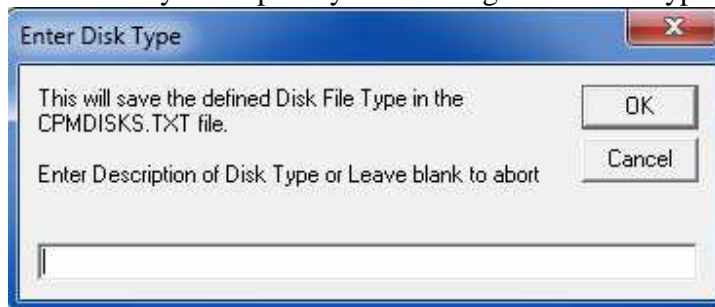 Enter Disk Type
This will save the defined Disk File Type in the
CPMDISKS.TXT file.
OK
Cancel
Enter Description of Disk Type or Leave blank to abort